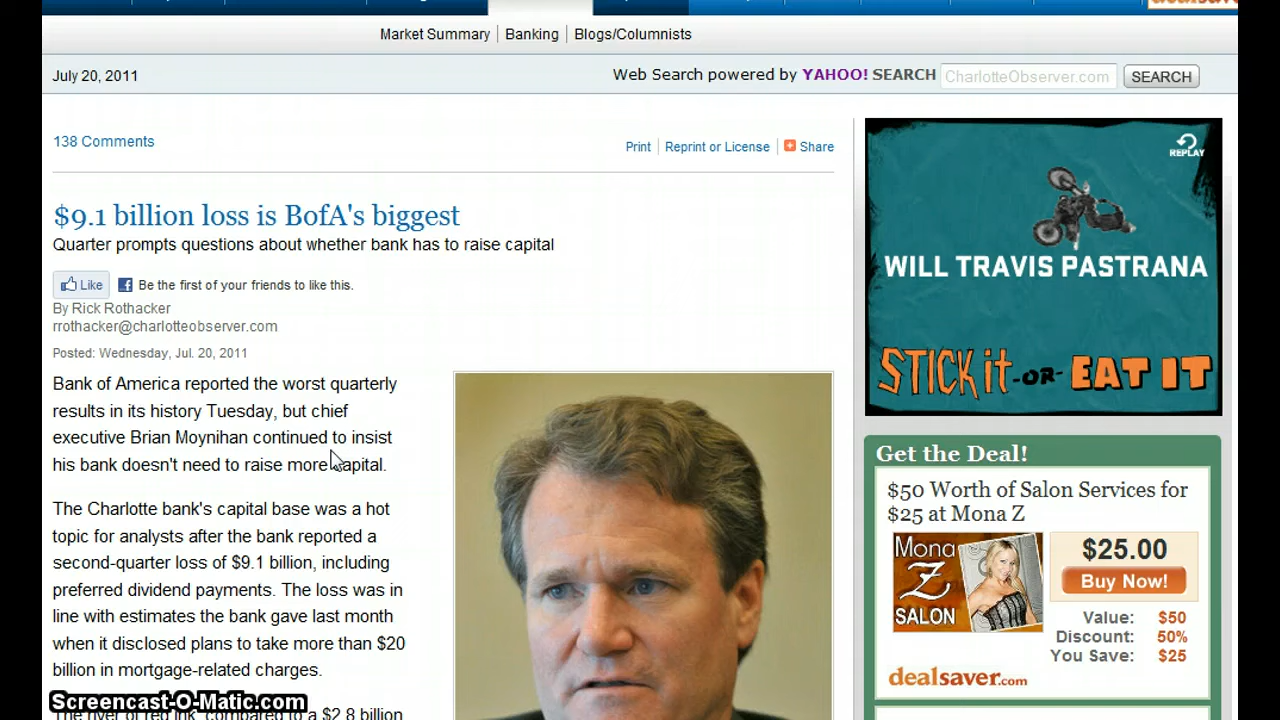 Market Summary Banking Blogs/Columnists
July 20, 2011
Web Search powered by YAHOO! SEARCH CharlotteObserver.com SEARCH
138 Comments
Print Reprint or License Share
$9.1 billion loss is BofA's biggest
Quarter prompts questions about whether bank has to raise capital
Like Be the first of your friends to like this.
By Rick Rothacker
rrothacker@charlotteobserver.com
Posted: Wednesday, Jul. 20, 2011
Bank of America reported the worst quarterly
results in its history Tuesday, but chief
executive Brian Moynihan continued to insist
his bank doesn't need to raise more capital.
The Charlotte bank's capital base was a hot
topic for analysts after the bank reported a
second-quarter loss of $9.1 billion, including
preferred dividend payments. The loss was in
line with estimates the bank gave last month
when it disclosed plans to take more than $20
billion in mortgage-related charges.
The river of red ink, compared to a $2.8 billion
Screencast-O-Matic.com
REPLAY
WILL TRAVIS PASTRANA
STICK it -OR- EAT IT
Get the Deal!
$50 Worth of Salon Services for
$25 at Mona Z
Mona
Z
SALON
$25.00
Buy Now!
Value: $50
Discount: 50%
You Save: $25
dealsaver.com